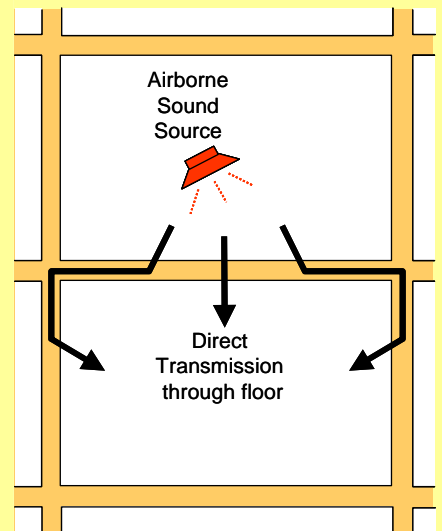 Airborne
Sound
Source
Direct
Transmission
through floor